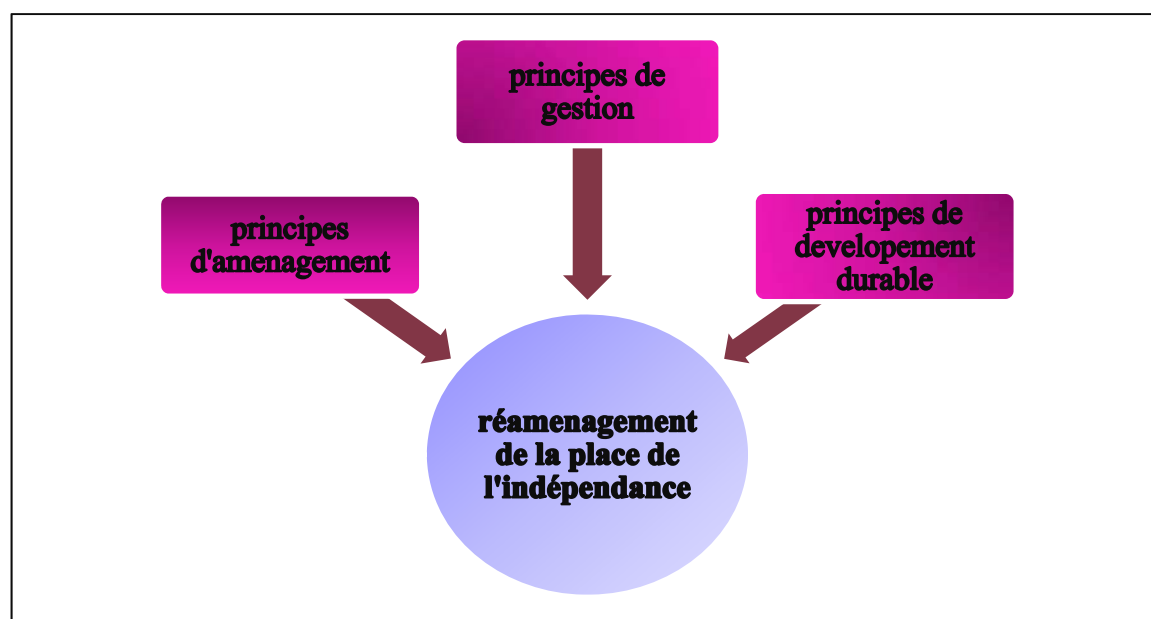 principes de
gestion
principes
d'amenagement
principes de
developement
durable
réamenagement
de la place de
l'indépendance